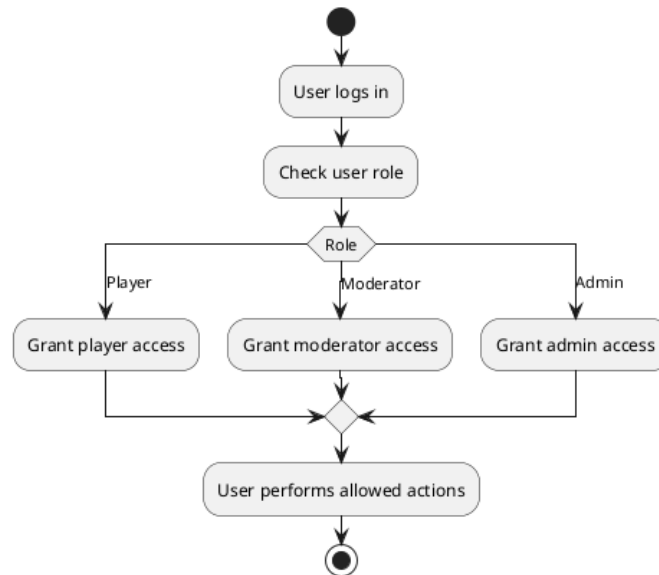 User logs in
Check user role
Role
Player
Moderator
Admin
Grant player access
Grant moderator access
Grant admin access
User performs allowed actions